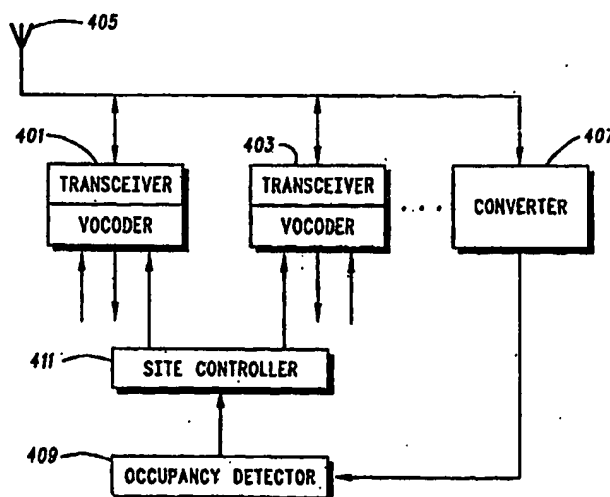 405
401
403
407
TRANSCEIVER
VOCODER
TRANSCEIVER
VOCODER
...
CONVERTER
411
SITE CONTROLLER
409
OCCUPANCY DETECTOR